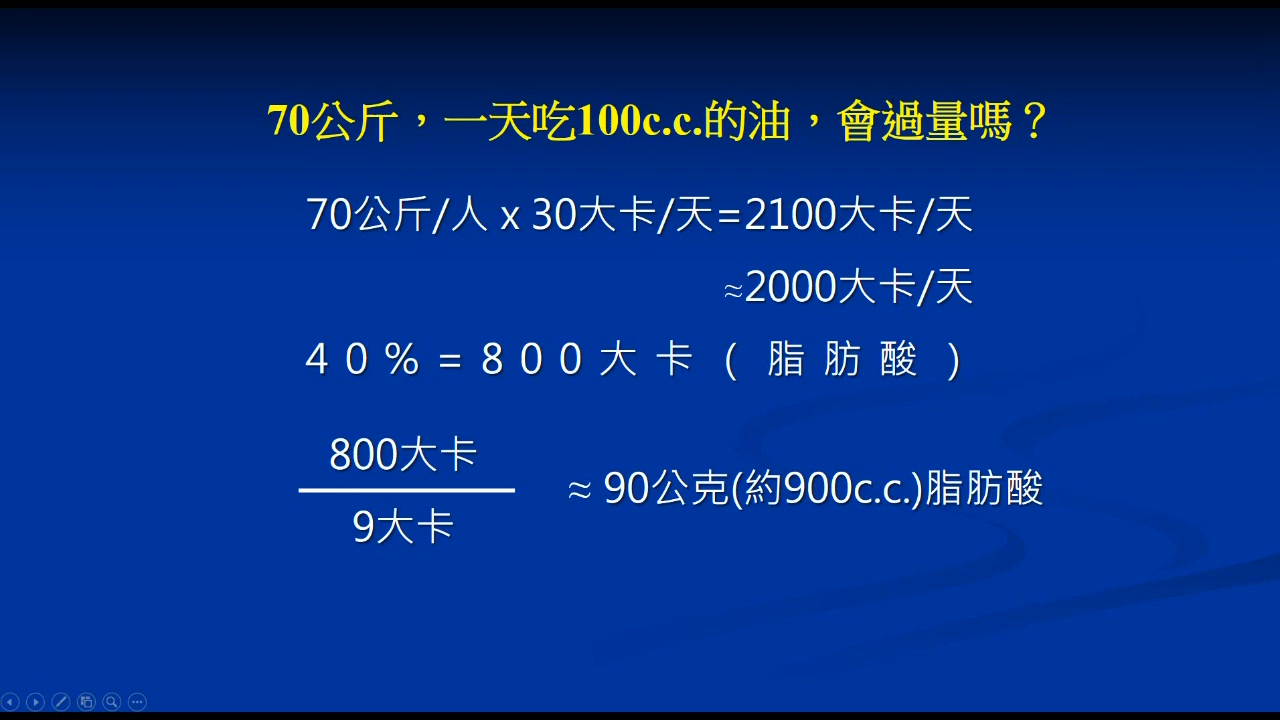 70公斤，一天吃100c.c.的油，會過量嗎？
70公斤/人 x 30大卡/天=2100大卡/天
≈2000大卡/天
40%=800大卡(脂肪酸)
800大卡
9大卡
≈ 90公克(約900c.c.)脂肪酸